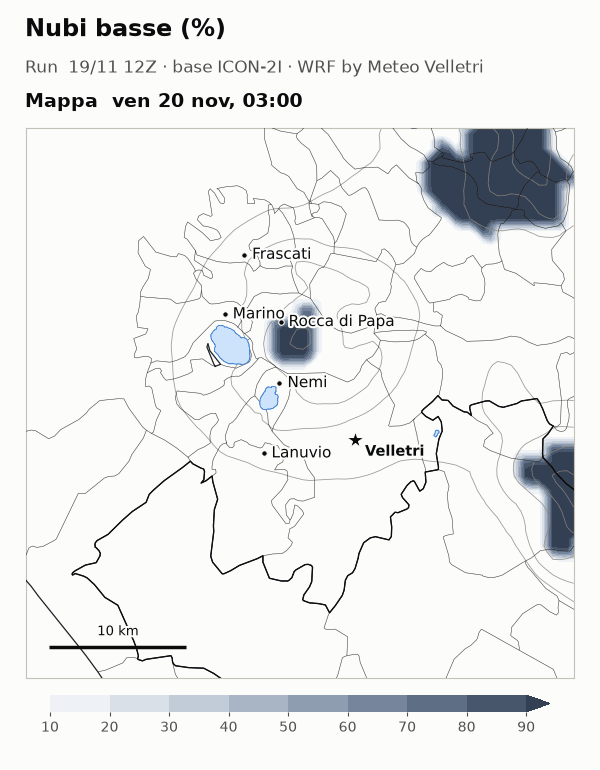 Nubi basse (%)
Run  19/11 12Z · base ICON-2I · WRF by Meteo Velletri
Mappa  ven 20 nov, 03:00
Frascati
Marino
Rocca di Papa
Nemi
Velletri
Lanuvio
10 km
10 20 30 40 50 60 70 80 90